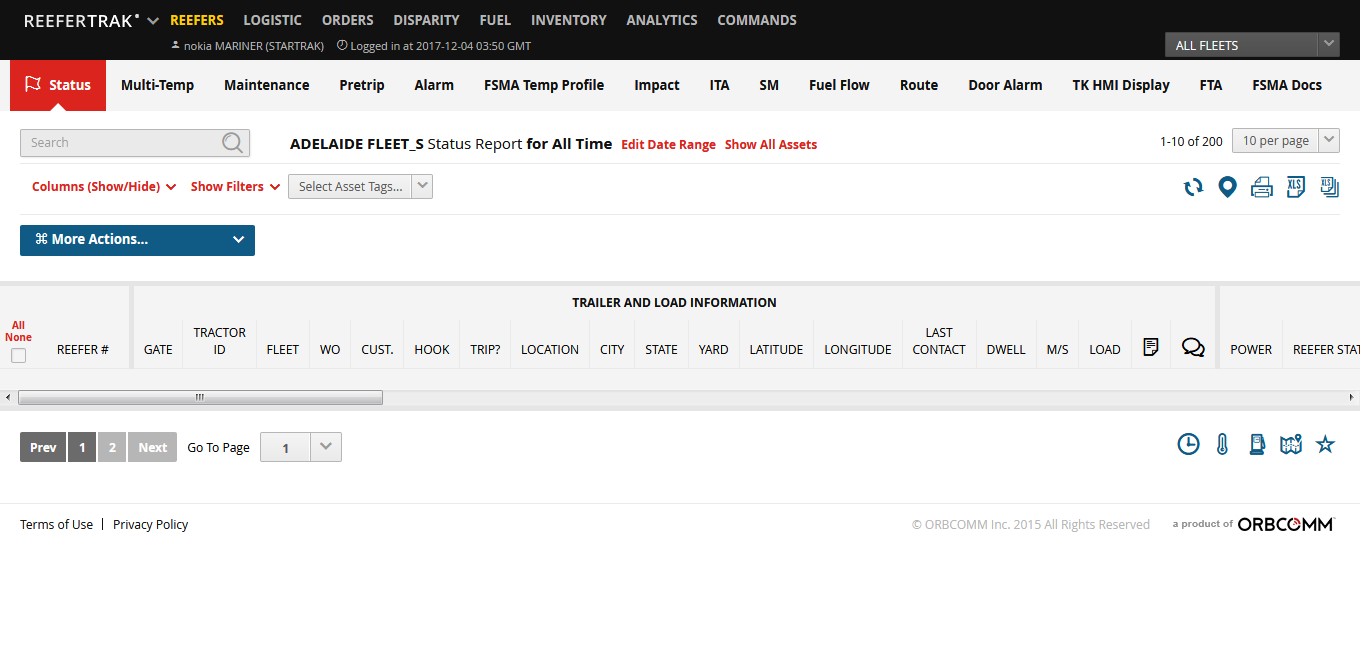 REEFERTRAK REEFERS LOGISTIC ORDERS DISPARITY FUEL INVENTORY ANALYTICS COMMANDS
nokia MARINER (STARTRAK) Logged in at 2017-12-04 03:50 GMT
ALL FLEETS
Status Multi-Temp Maintenance Pretrip Alarm FSMA Temp Profile Impact ITA SM Fuel Flow Route Door Alarm TK HMI Display FTA FSMA Docs
Search ADELAIDE FLEET_S Status Report for All Time Edit Date Range Show All Assets 1-10 of 200 10 per page
Columns (Show/Hide) Show Filters Select Asset Tags... XLS XLS
⌘ More Actions...
TRAILER AND LOAD INFORMATION
All
None
REEFER # GATE TRACTOR ID FLEET WO CUST. HOOK TRIP? LOCATION CITY STATE YARD LATITUDE LONGITUDE LAST CONTACT DWELL M/S LOAD POWER REEFER STAT
Prev 1 2 Next Go To Page 1
Terms of Use | Privacy Policy © ORBCOMM Inc. 2015 All Rights Reserved a product of ORBCOMM